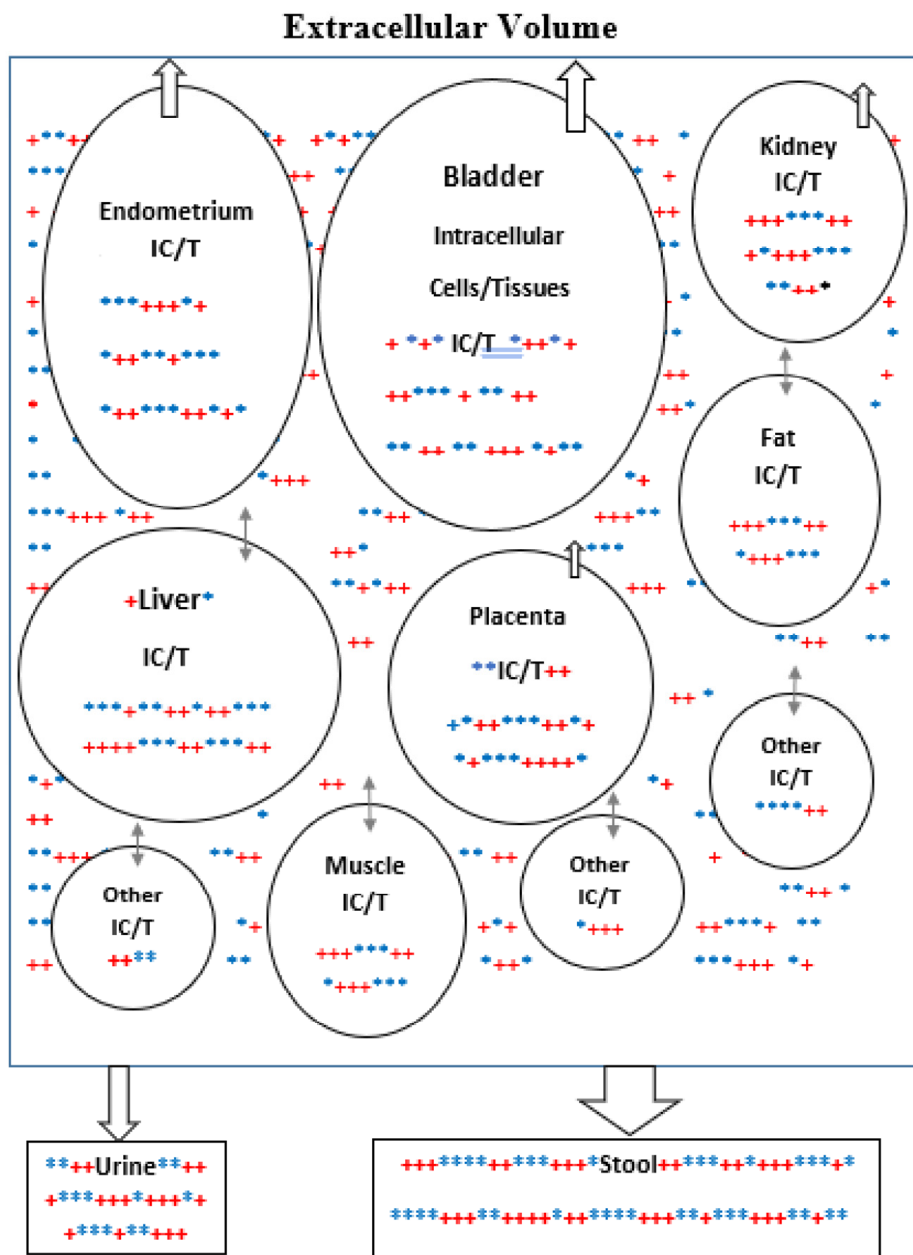 Extracellular Volume
Endometrium
IC/T
Bladder
Intracellular
Cells/Tissues
IC/T
Kidney
IC/T
Fat
IC/T
Liver
IC/T
Placenta
IC/T
Other
IC/T
Other
IC/T
Muscle
IC/T
Other
IC/T
Urine
Stool